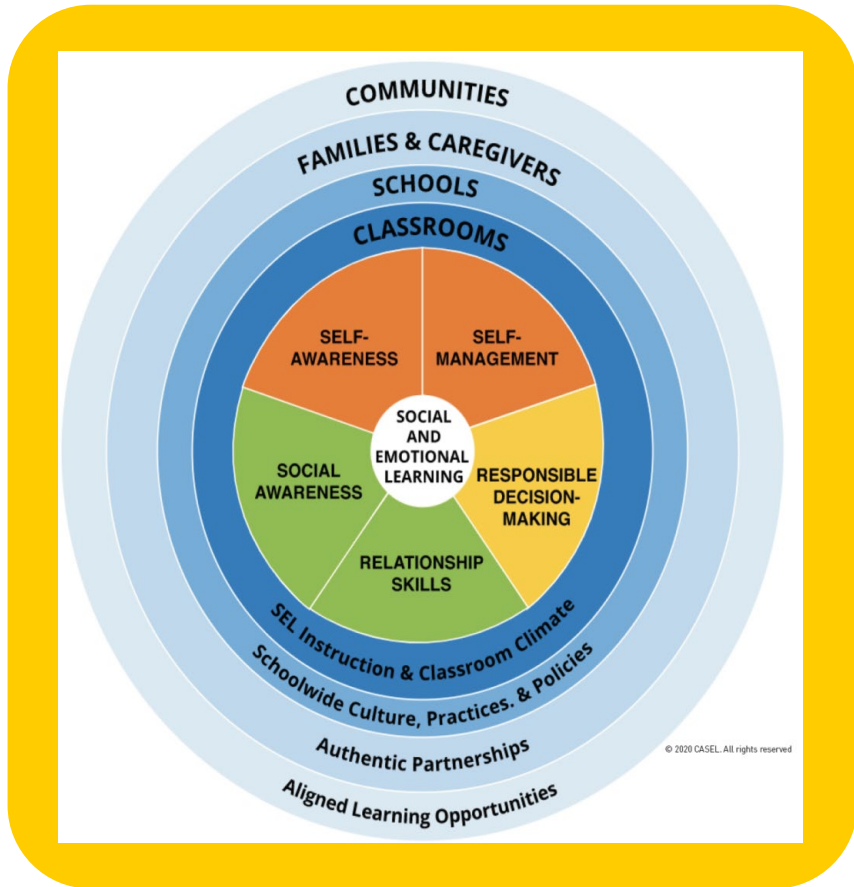 COMMUNITIES
FAMILIES & CAREGIVERS
SCHOOLS
CLASSROOMS
SELF-
AWARENESS
SELF-
MANAGEMENT
SOCIAL
AND
EMOTIONAL
LEARNING
SOCIAL
AWARENESS
RESPONSIBLE
DECISION-
MAKING
RELATIONSHIP
SKILLS
SEL Instruction & Classroom Climate
Schoolwide Culture, Practices. & Policies
Authentic Partnerships
Aligned Learning Opportunities
© 2020 CASEL. All rights reserved